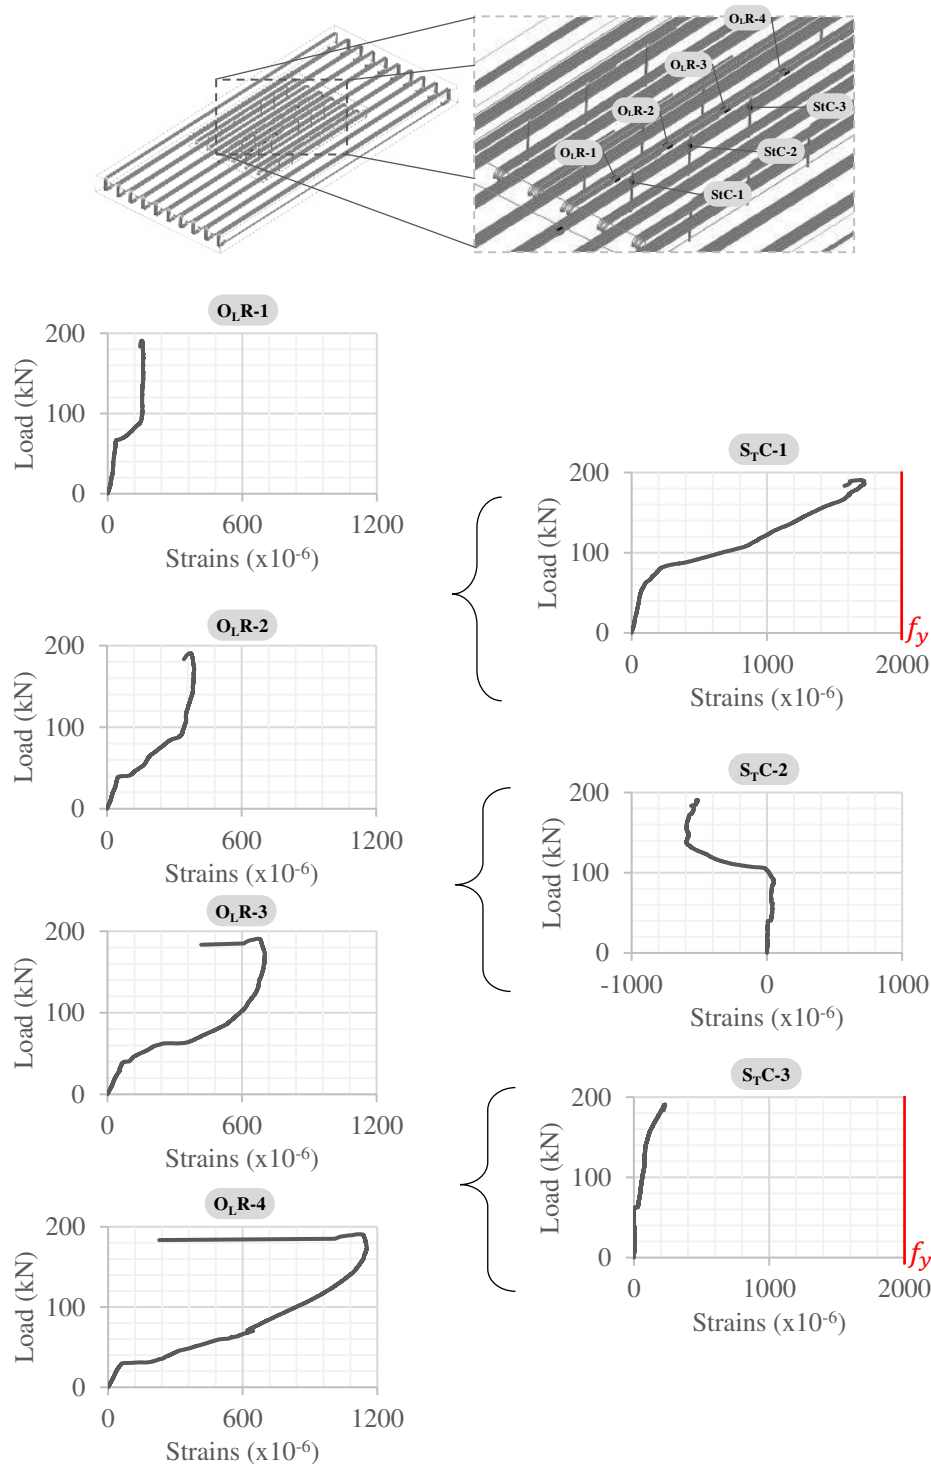 OLR-4
OLR-3
StC-3
OLR-2
StC-2
OLR-1
StC-1
OLR-1
200
100
0
Load (kN)
0 600 1200
Strains (x10-6)
STC-1
200
100
0
Load (kN)
fy
0 1000 2000
Strains (x10-6)
OLR-2
200
100
0
Load (kN)
0 600 1200
Strains (x10-6)
STC-2
200
100
0
Load (kN)
-1000 0 1000
Strains (x10-6)
OLR-3
200
100
0
Load (kN)
0 600 1200
Strains (x10-6)
STC-3
200
100
0
Load (kN)
fy
0 1000 2000
Strains (x10-6)
OLR-4
200
100
0
Load (kN)
0 600 1200
Strains (x10-6)